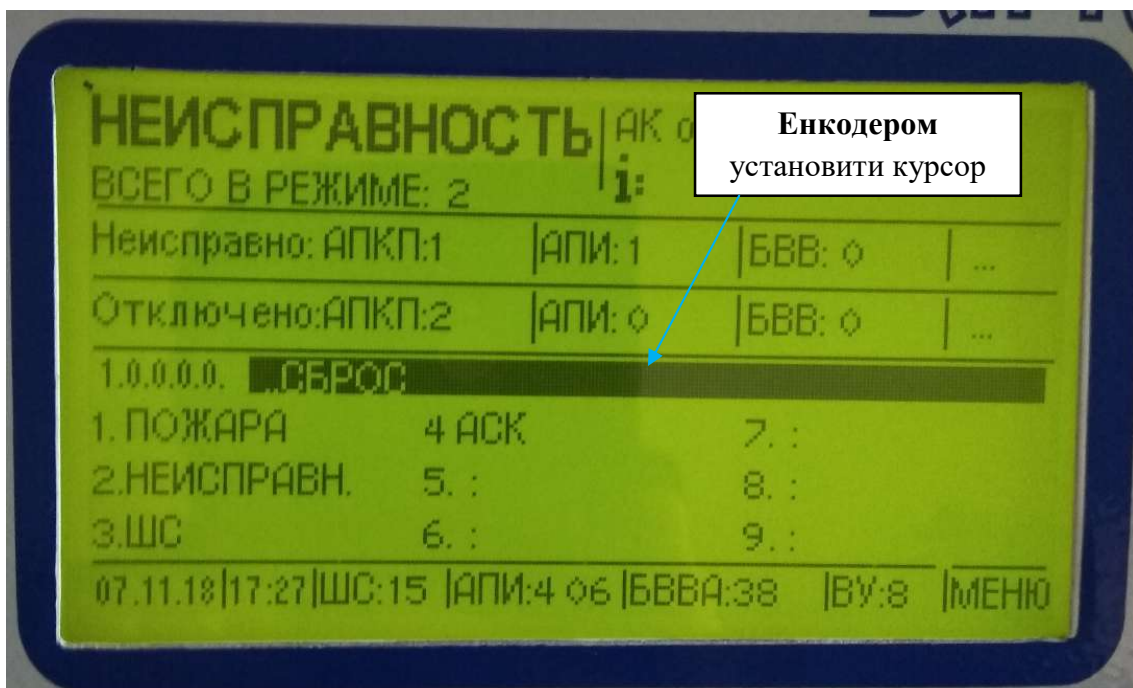 НЕИСПРАВНОСТЬ АК
Енкодером
установити курсор
ВСЕГО В РЕЖИМЕ: 2
i:
Неисправно: АПКП:1 |АПИ: 1 |БВВ: 0 | ...
Отключено:АПКП:2 |АПИ: 0 |БВВ: 0 | ...
1.0.0.0.0. ..СБРОС
1. ПОЖАРА 4 АСК 7. :
2.НЕИСПРАВН. 5. : 8. :
3.ШС 6. : 9. :
07.11.18|17:27|ШС:15 |АПИ:4 06 |БВВА:38 |ВУ:8 |МЕНЮ